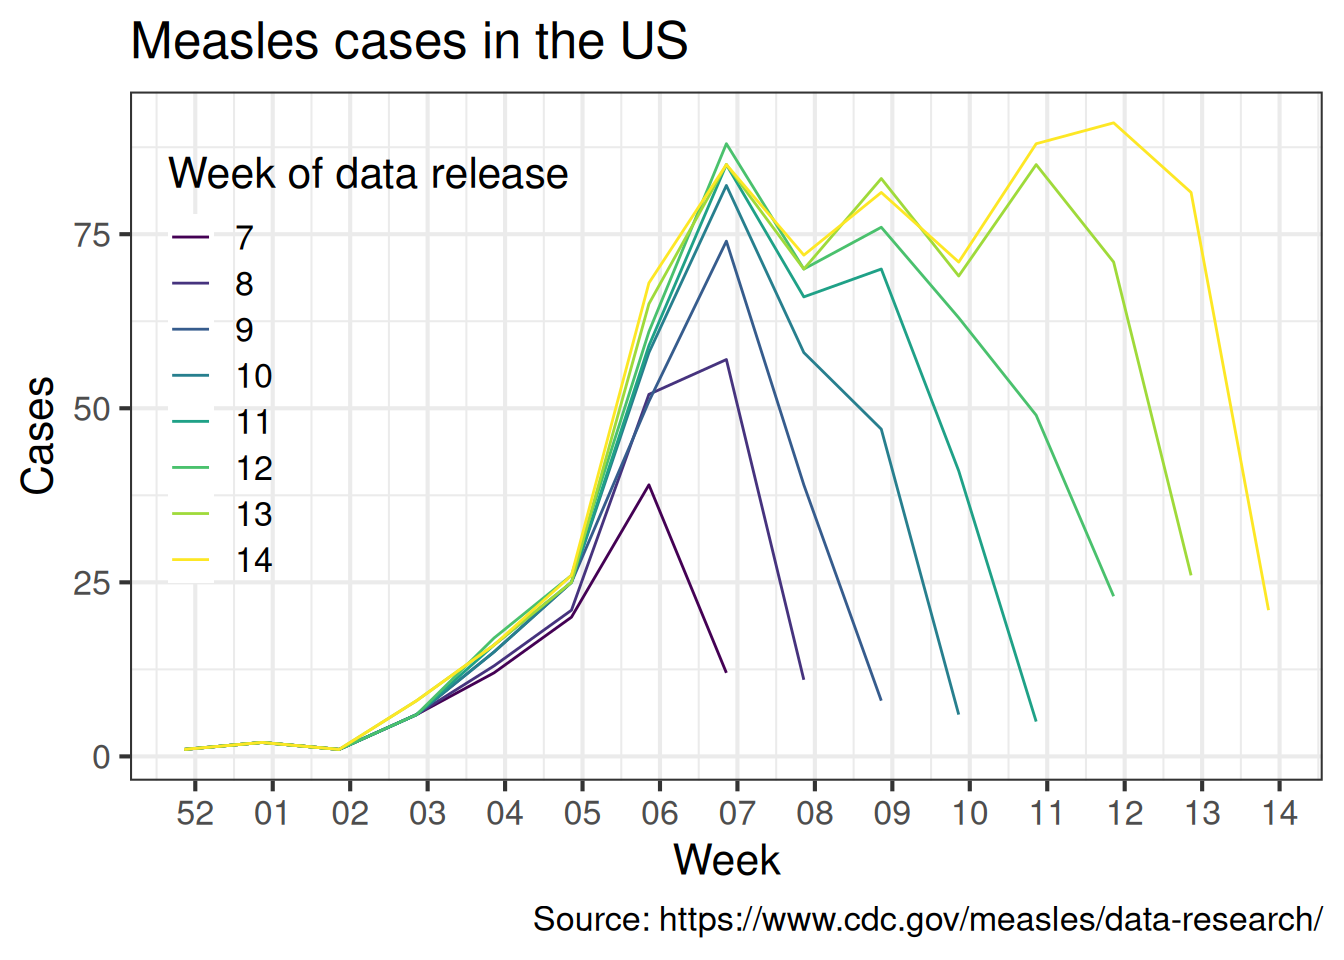 Measles cases in the US
Week of data release
7
8
9
10
11
12
13
14
Cases
75
50
25
0
52 01 02 03 04 05 06 07 08 09 10 11 12 13 14
Week
Source: https://www.cdc.gov/measles/data-research/